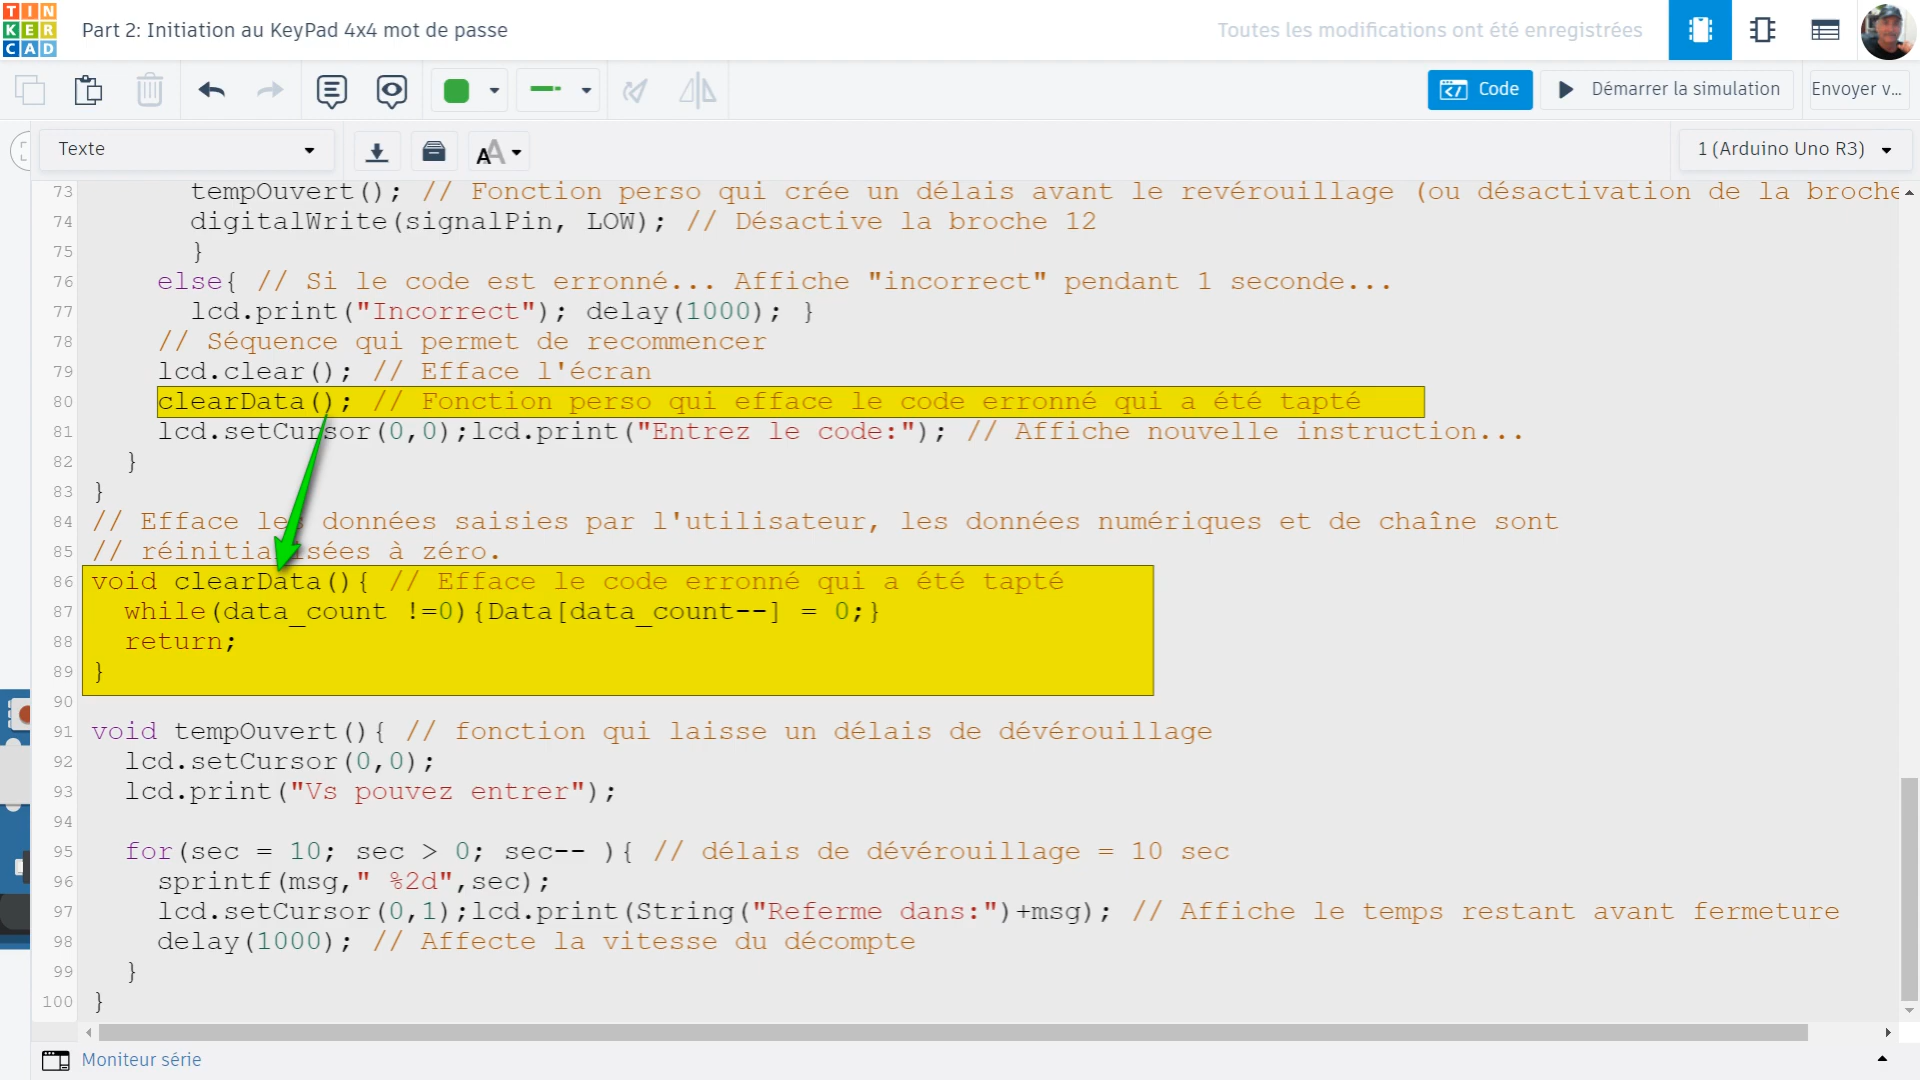 TIN
KER
CAD
Part 2: Initiation au KeyPad 4x4 mot de passe
Toutes les modifications ont été enregistrées
Code
Démarrer la simulation
Envoyer v...
Texte
AA
1 (Arduino Uno R3)
73 tempOuvert(); // Fonction perso qui crée un délais avant le revérouillage (ou désactivation de la broche
74 digitalWrite(signalPin, LOW); // Désactive la broche 12
75 }
76 else{ // Si le code est erronné... Affiche "incorrect" pendant 1 seconde...
77 lcd.print("Incorrect"); delay(1000); }
78 // Séquence qui permet de recommencer
79 lcd.clear(); // Efface l'écran
80 clearData(); // Fonction perso qui efface le code erronné qui a été tapté
81 lcd.setCursor(0,0);lcd.print("Entrez le code:"); // Affiche nouvelle instruction...
82 }
83 }
84 // Efface les données saisies par l'utilisateur, les données numériques et de chaîne sont
85 // réinitialisées à zéro.
86 void clearData(){ // Efface le code erronné qui a été tapté
87 while(data_count !=0){Data[data_count--] = 0;}
88 return;
89 }
90
91 void tempOuvert(){ // fonction qui laisse un délais de dévérouillage
92 lcd.setCursor(0,0);
93 lcd.print("Vs pouvez entrer");
94
95 for(sec = 10; sec > 0; sec-- ){ // délais de dévérouillage = 10 sec
96 sprintf(msg," %2d",sec);
97 lcd.setCursor(0,1);lcd.print(String("Referme dans:")+msg); // Affiche le temps restant avant fermeture
98 delay(1000); // Affecte la vitesse du décompte
99 }
100 }
Moniteur série